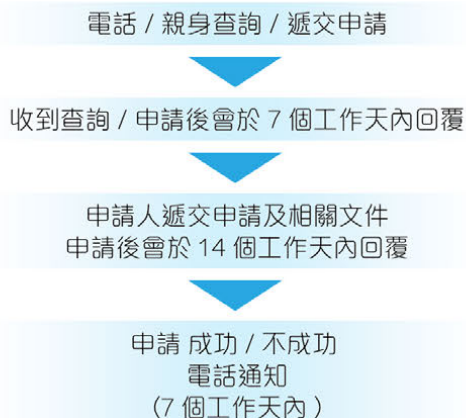 電話 / 親身查詢 / 遞交申請
收到查詢 / 申請後會於 7 個工作天內回覆
申請人遞交申請及相關文件
申請後會於 14 個工作天內回覆
申請 成功 / 不成功
電話通知
(7 個工作天內 )